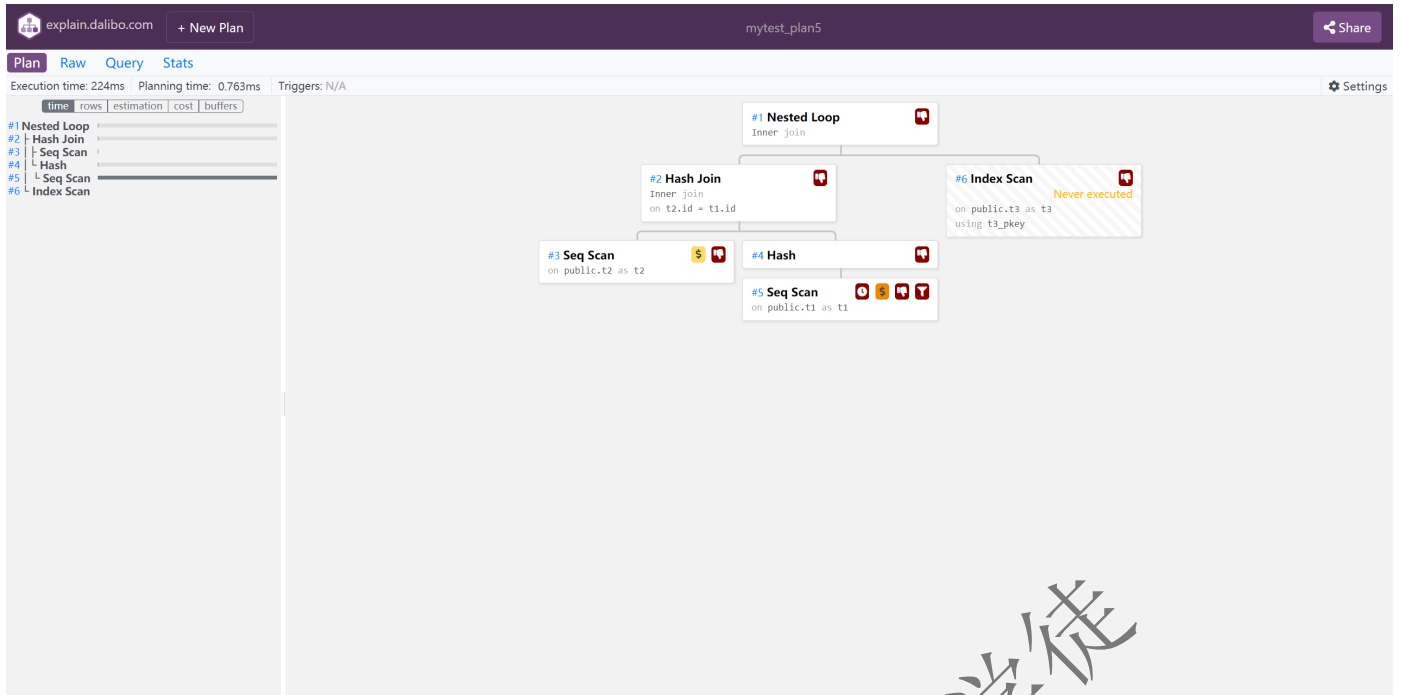 explain.dalibo.com + New Plan mytest_plan5 Share
Plan Raw Query Stats
Execution time: 224ms Planning time: 0.763ms Triggers: N/A Settings
time rows estimation cost buffers
#1 Nested Loop
#2 Hash Join
#3 Seq Scan
#4 Hash
#5 Seq Scan
#6 Index Scan
#1 Nested Loop
Inner join
#2 Hash Join
Inner join
on t2.id = t1.id
#6 Index Scan
Never executed
on public.t3 as t3
using t3_pkey
#3 Seq Scan $
on public.t2 as t2
#4 Hash
#5 Seq Scan $
on public.t1 as t1
学徒